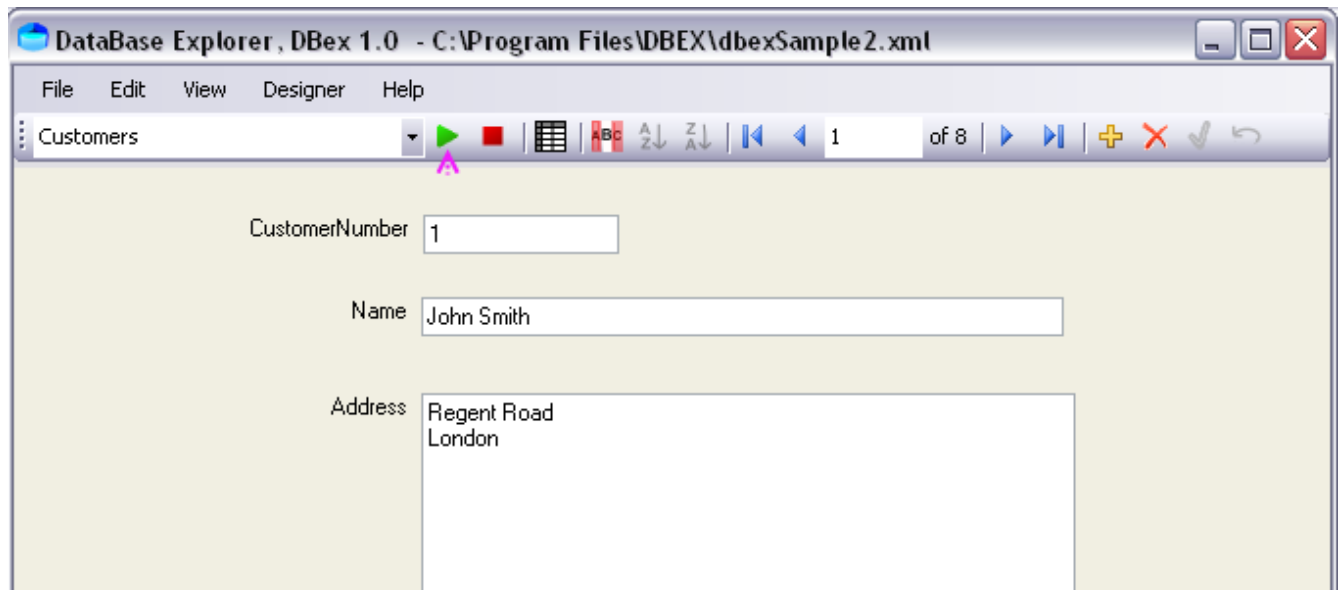 DataBase Explorer, DBex 1.0 - C:\Program Files\DBEX\dbexSample2.xml
File Edit View Designer Help
Customers ABC A Z Z A 1 of 8
CustomerNumber 1
Name John Smith
Address Regent Road
London